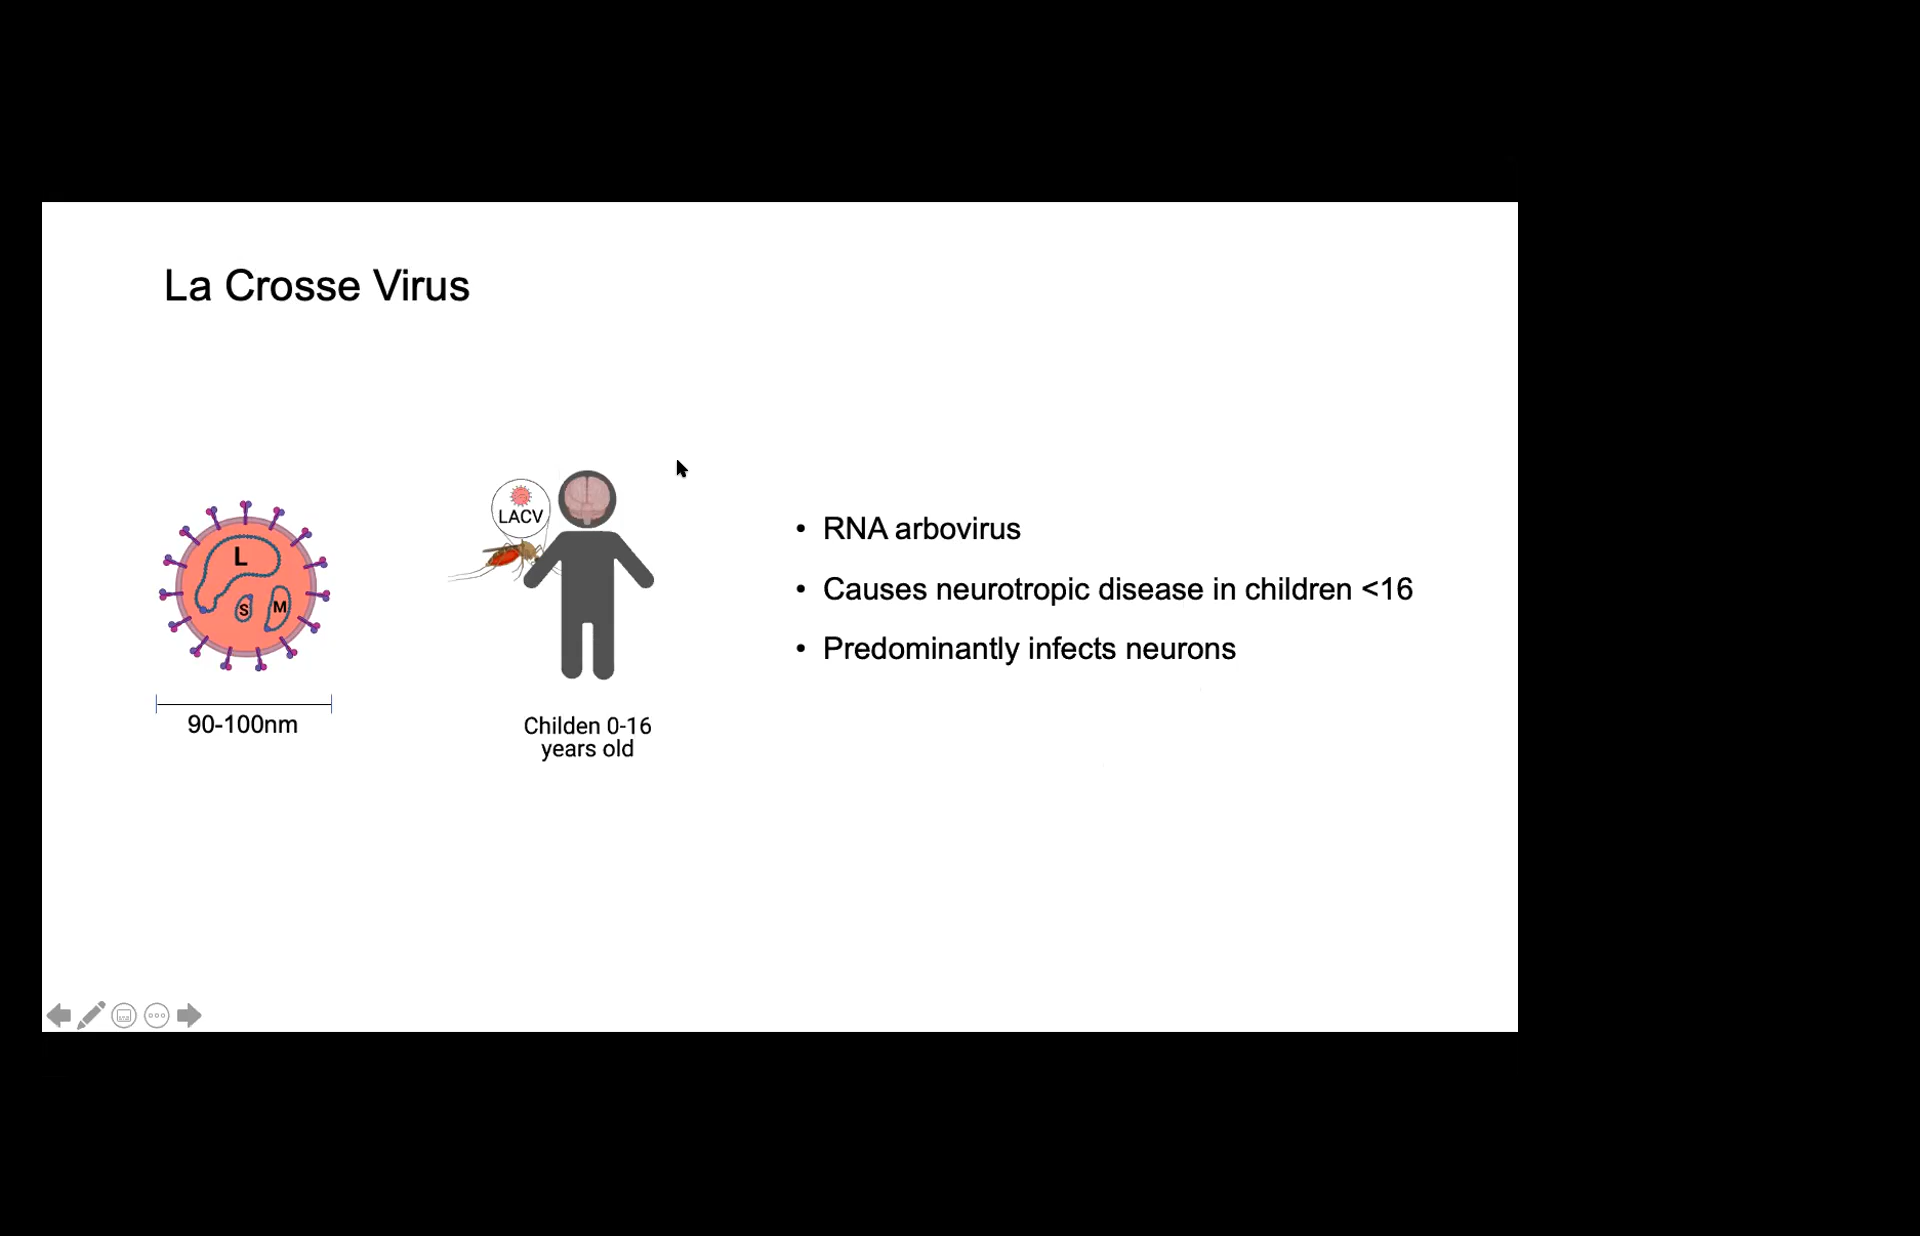 La Crosse Virus
LACV
L
S
M
90-100nm
Childen 0-16
years old
• RNA arbovirus
• Causes neurotropic disease in children <16
• Predominantly infects neurons